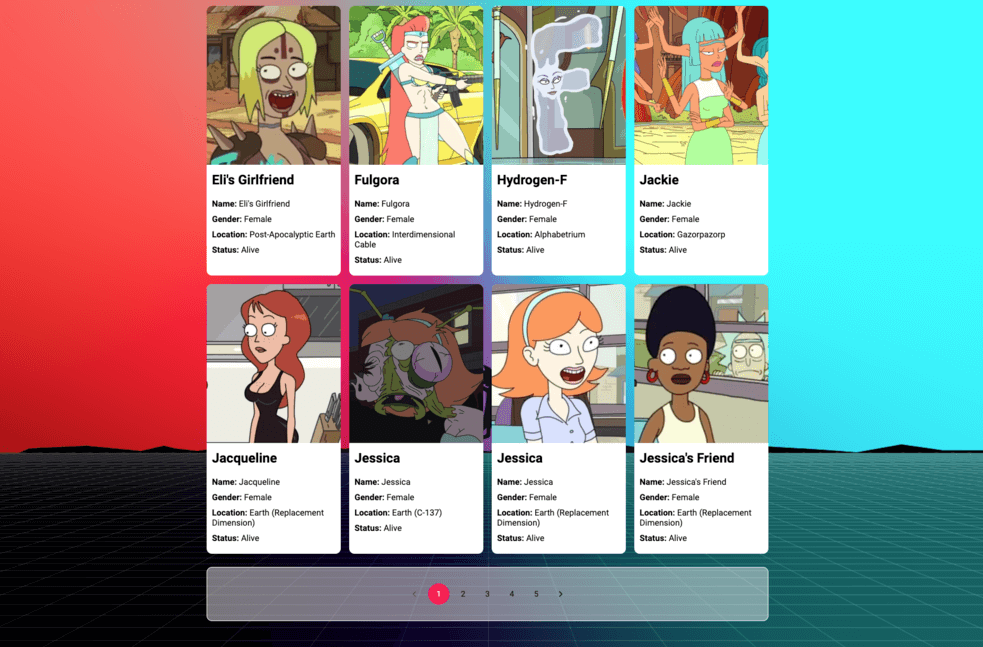 Eli's Girlfriend
Name: Eli's Girlfriend
Gender: Female
Location: Post-Apocalyptic Earth
Status: Alive
Fulgora
Name: Fulgora
Gender: Female
Location: Interdimensional
Cable
Status: Alive
Hydrogen-F
Name: Hydrogen-F
Gender: Female
Location: Alphabetrium
Status: Alive
Jackie
Name: Jackie
Gender: Female
Location: Gazorpazorp
Status: Alive
Jacqueline
Name: Jacqueline
Gender: Female
Location: Earth (Replacement
Dimension)
Status: Alive
Jessica
Name: Jessica
Gender: Female
Location: Earth (C-137)
Status: Alive
Jessica
Name: Jessica
Gender: Female
Location: Earth (Replacement
Dimension)
Status: Alive
Jessica's Friend
Name: Jessica's Friend
Gender: Female
Location: Earth (Replacement
Dimension)
Status: Alive
‹ 1 2 3 4 5 ›